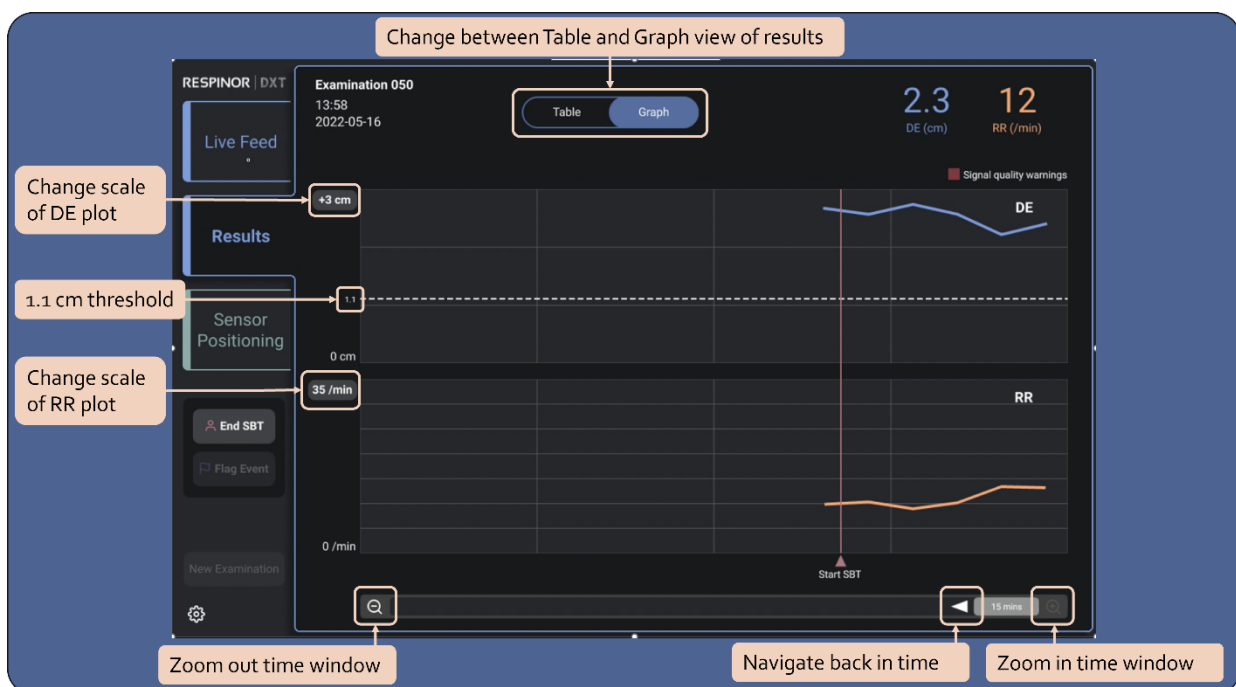 Change between Table and Graph view of results
RESPINOR | DXT
Examination 050
13:58
2022-05-16
Table
Graph
2.3
DE (cm)
12
RR (/min)
Live Feed
Signal quality warnings
Change scale
of DE plot
+3 cm
DE
Results
1.1 cm threshold
1.1
Sensor
Positioning
0 cm
Change scale
of RR plot
35 /min
RR
End SBT
Flag Event
0 /min
New Examination
Start SBT
15 mins
Zoom out time window
Navigate back in time
Zoom in time window